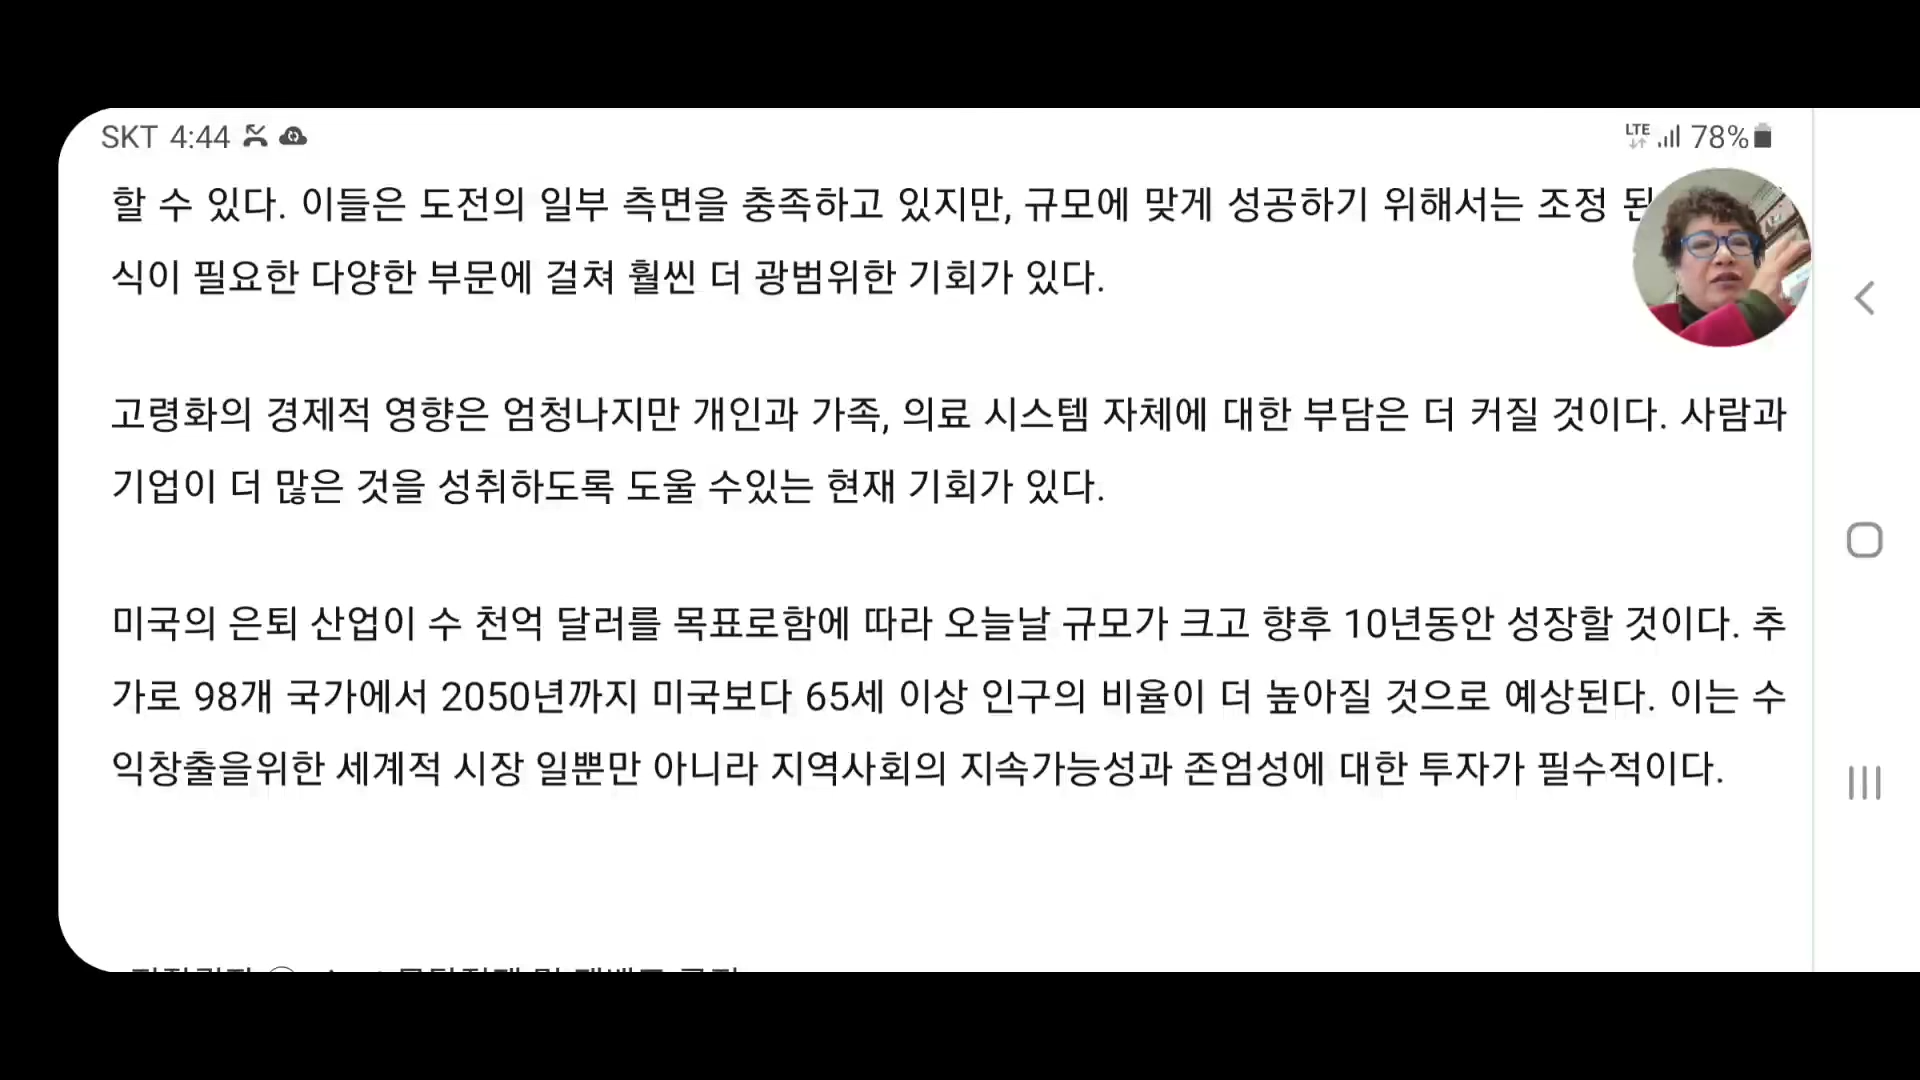 SKT 4:44
LTE 78%
할 수 있다. 이들은 도전의 일부 측면을 충족하고 있지만, 규모에 맞게 성공하기 위해서는 조정 된
식이 필요한 다양한 부문에 걸쳐 훨씬 더 광범위한 기회가 있다.
고령화의 경제적 영향은 엄청나지만 개인과 가족, 의료 시스템 자체에 대한 부담은 더 커질 것이다. 사람과
기업이 더 많은 것을 성취하도록 도울 수있는 현재 기회가 있다.
미국의 은퇴 산업이 수 천억 달러를 목표로함에 따라 오늘날 규모가 크고 향후 10년동안 성장할 것이다. 추
가로 98개 국가에서 2050년까지 미국보다 65세 이상 인구의 비율이 더 높아질 것으로 예상된다. 이는 수
익창출을위한 세계적 시장 일뿐만 아니라 지역사회의 지속가능성과 존엄성에 대한 투자가 필수적이다.